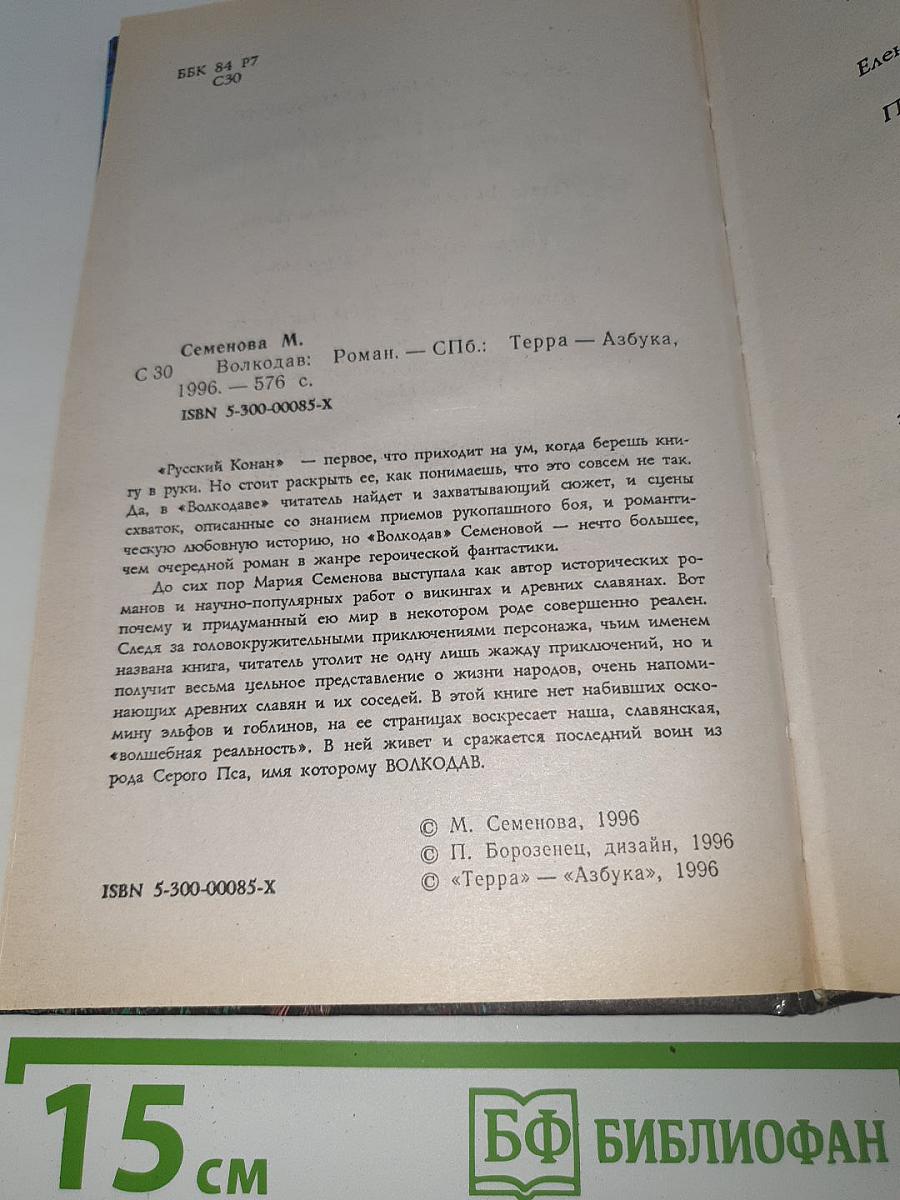 ББК 84 Р7
С30
Семенова М.
С 30 Волкодав: Роман. — СПб.: Терра — Азбука,
1996. — 576 с.
ISBN 5-300-00085-X
«Русский Конан» — первое, что приходит на ум, когда берешь кни-
гу в руки. Но стоит раскрыть ее, как понимаешь, что это совсем не так.
Да, в «Волкодаве» читатель найдет и захватывающий сюжет, и сцены
схваток, описанные со знанием приемов рукопашного боя, и романти-
ческую любовную историю, но «Волкодав» Семеновой — нечто большее,
чем очередной роман в жанре героической фантастики.
До сих пор Мария Семенова выступала как автор исторических ро-
манов и научно-популярных работ о викингах и древних славянах. Вот
почему и придуманный ею мир в некотором роде совершенно реален.
Следя за головокружительными приключениями персонажа, чьим именем
названа книга, читатель утолит не одну лишь жажду приключений, но и
получит весьма цельное представление о жизни народов, очень напоми-
нающих древних славян и их соседей. В этой книге нет набивших оско-
мину эльфов и гоблинов, на ее страницах воскресает наша, славянская,
«волшебная реальность». В ней живет и сражается последний воин из
рода Серого Пса, имя которому ВОЛКОДАВ.
© М. Семенова, 1996
© П. Борозенец, дизайн, 1996
© «Терра» — «Азбука», 1996
ISBN 5-300-00085-X
15 см
БФ БИБЛИОФАН